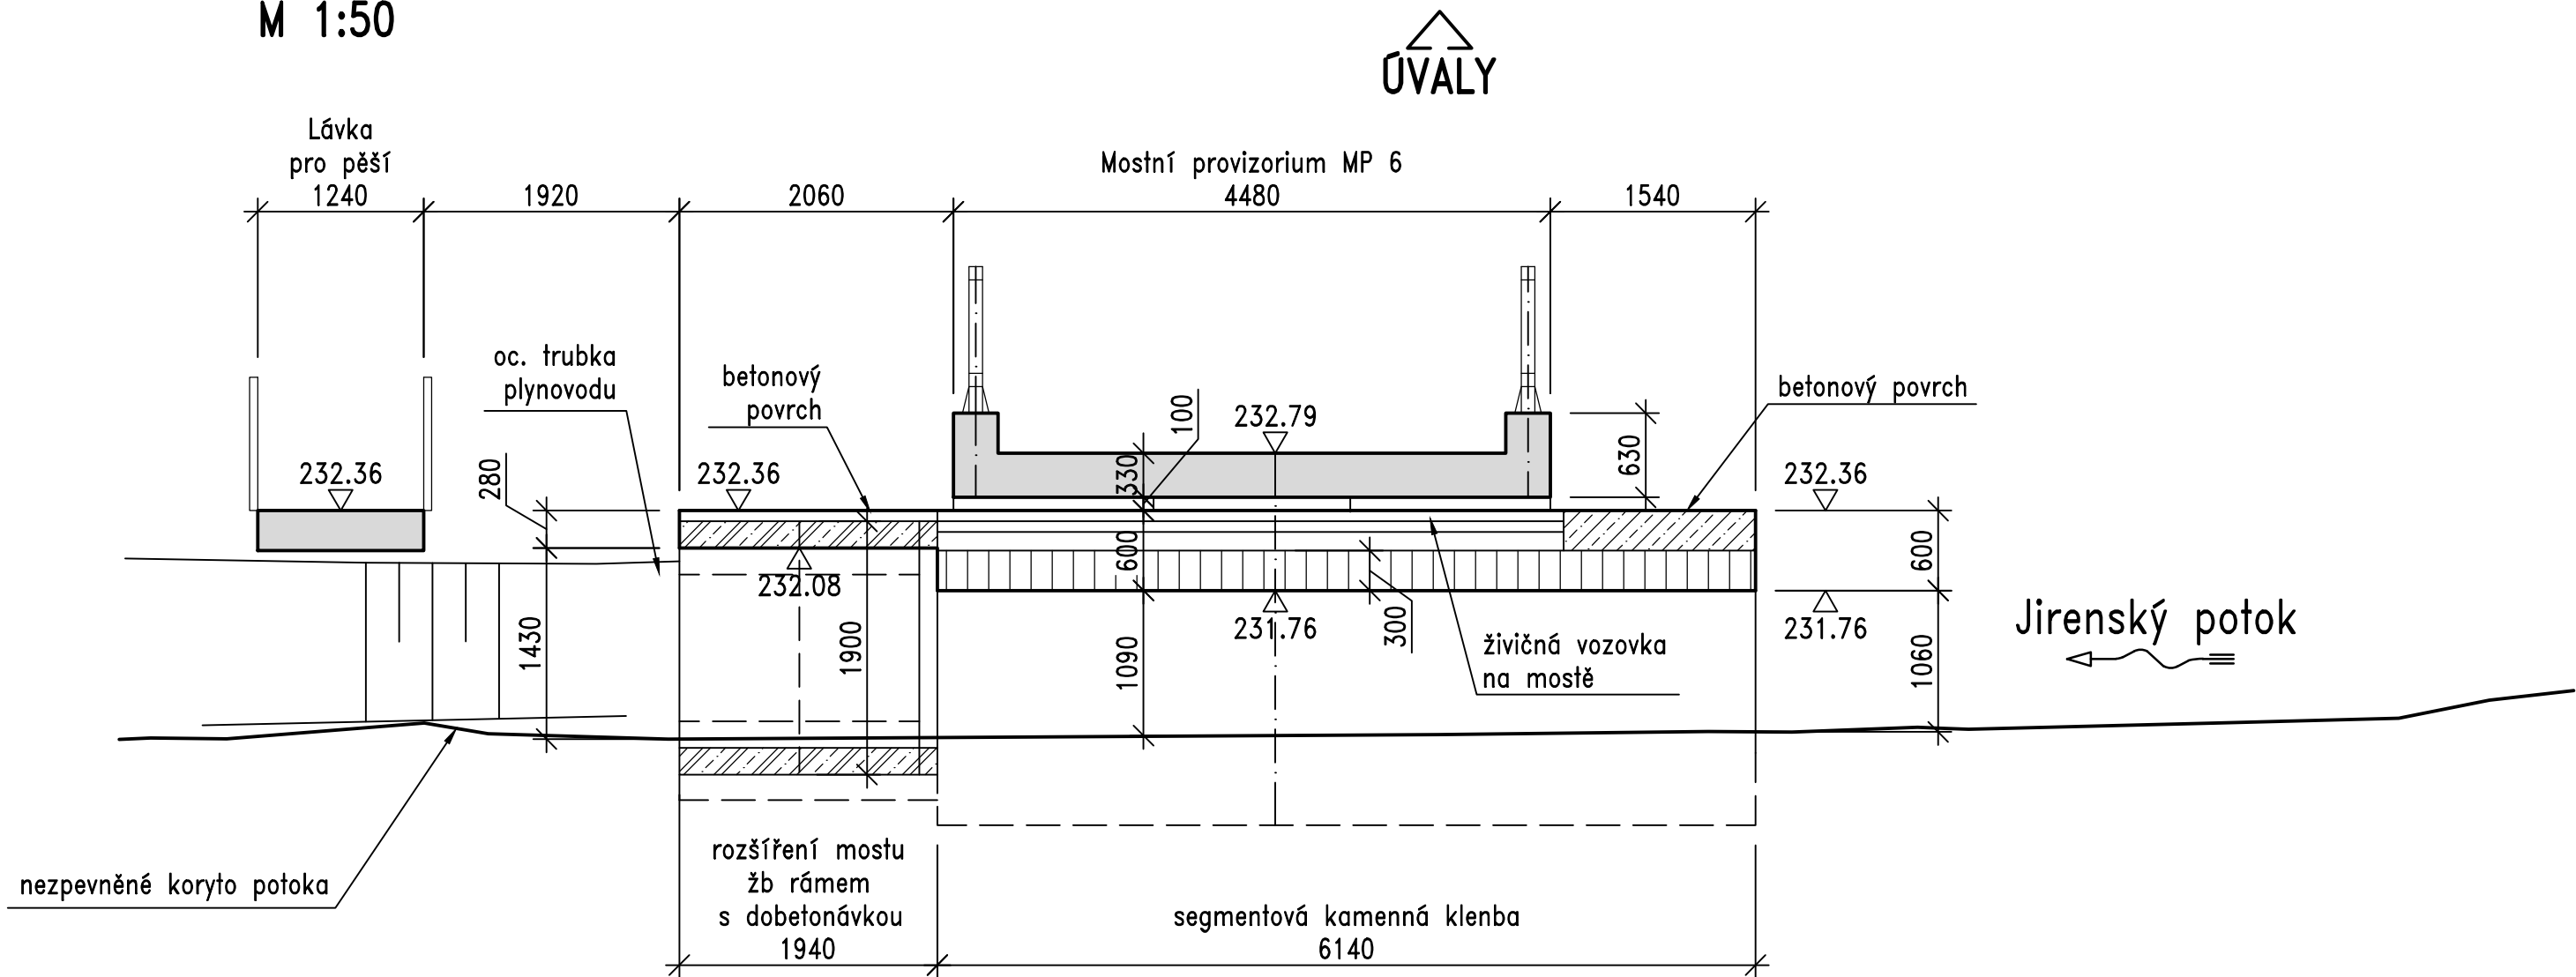 M 1:50
ÚVALY
Lávka
pro pěší
Mostní provizorium MP 6
1240
1920
2060
4480
1540
oc. trubka
plynovodu
betonový
povrch
betonový povrch
100
232.79
232.36
280
232.36
330
630
232.36
232.08
600
600
1430
1900
231.76
300
231.76
1090
1060
živičná vozovka
na mostě
Jirenský potok
nezpevněné koryto potoka
rozšíření mostu
žb rámem
s dobetonávkou
1940
segmentová kamenná klenba
6140